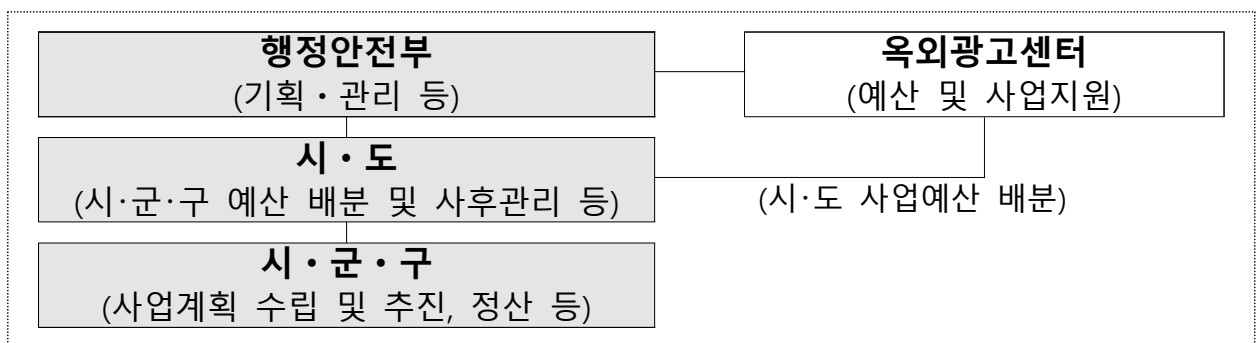 행정안전부
(기획・관리 등)
옥외광고센터
(예산 및 사업지원)
시・도
(시·군·구 예산 배분 및 사후관리 등)
(시·도 사업예산 배분)
시・군・구
(사업계획 수립 및 추진, 정산 등)